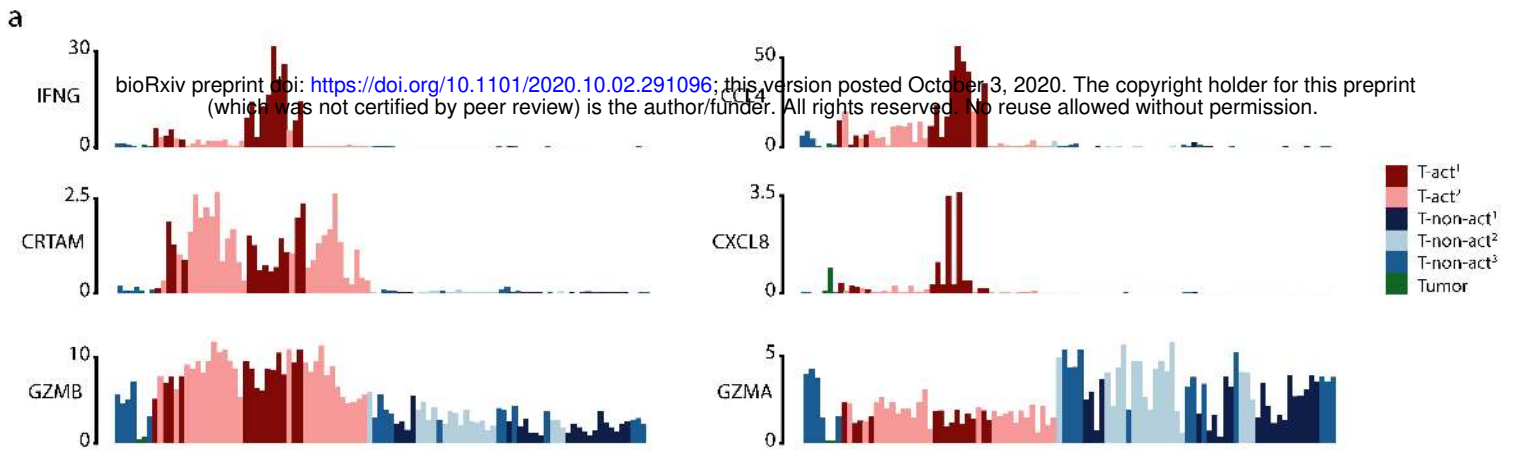 a
30
IFNG
0
50
CCL4
0
bioRxiv preprint doi: https://doi.org/10.1101/2020.10.02.291096; this version posted October 3, 2020. The copyright holder for this preprint
(which was not certified by peer review) is the author/funder. All rights reserved. No reuse allowed without permission.
2.5
CRTAM
0
3.5
CXCL8
0
T-act¹
T-act²
T-non-act¹
T-non-act²
T-non-act³
Tumor
10
GZMB
0
5
GZMA
0